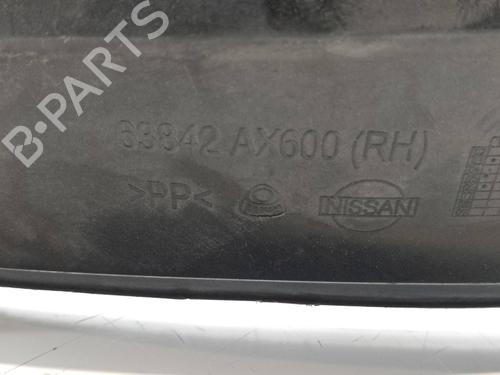 63842 AX600 (RH)
>PP<
NISSAN
B-PARTS